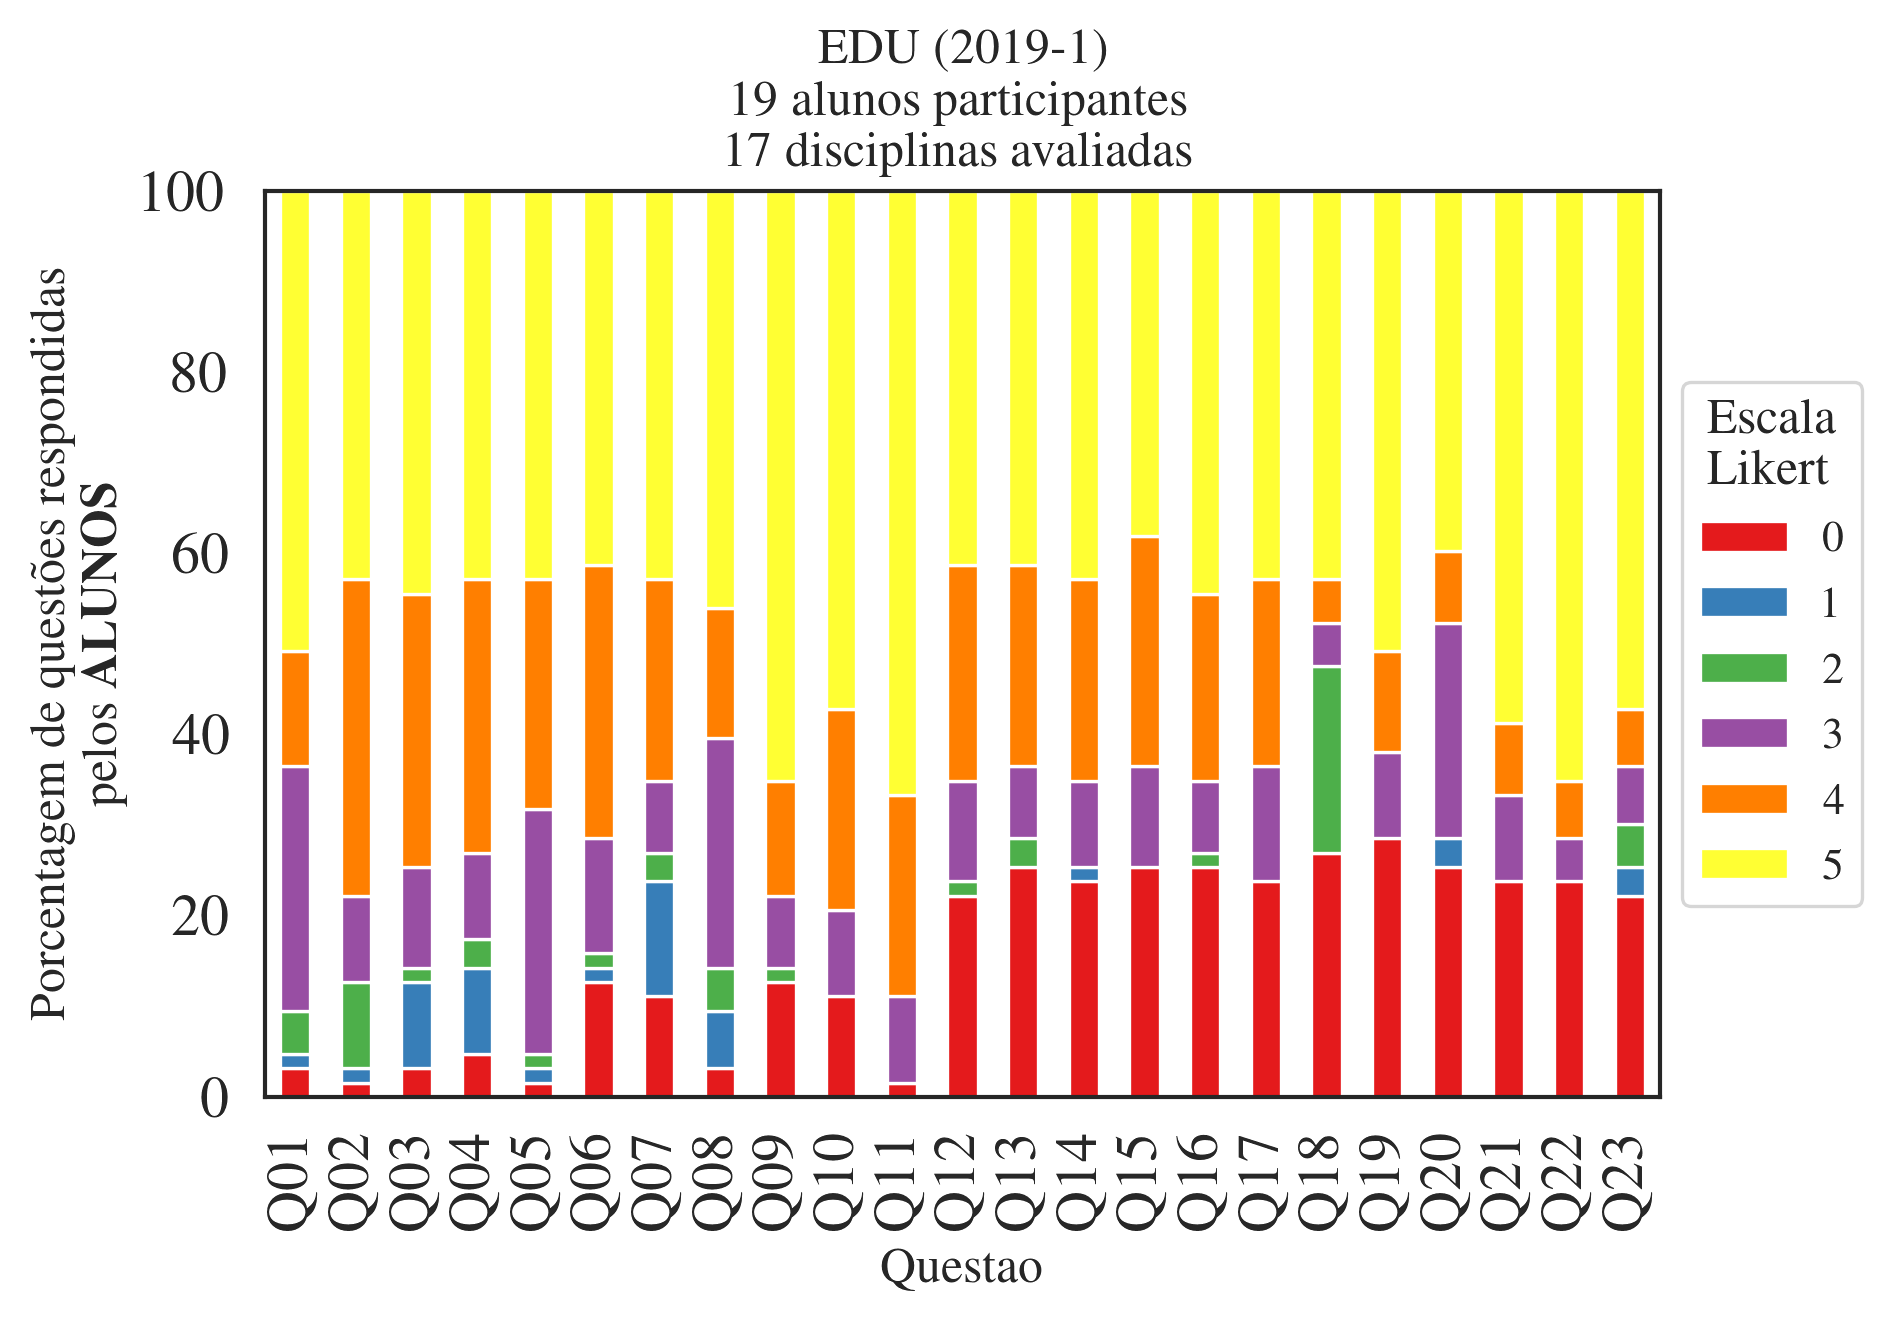 EDU (2019-1)
19 alunos participantes
17 disciplinas avaliadas
Porcentagem de questões respondidas
pelos ALUNOS
100
80
60
40
20
0
Q01
Q02
Q03
Q04
Q05
Q06
Q07
Q08
Q09
Q10
Q11
Q12
Q13
Q14
Q15
Q16
Q17
Q18
Q19
Q20
Q21
Q22
Q23
Questao
Escala
Likert
0
1
2
3
4
5